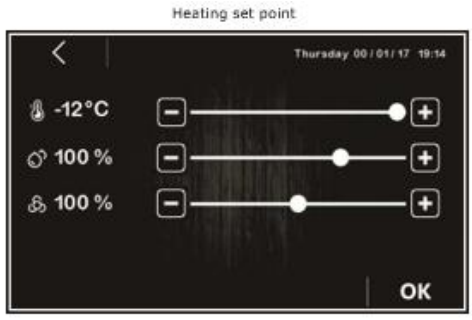 Heating set point
Thursday 00/01/17 19:14
-12°C
100 %
100 %
OK